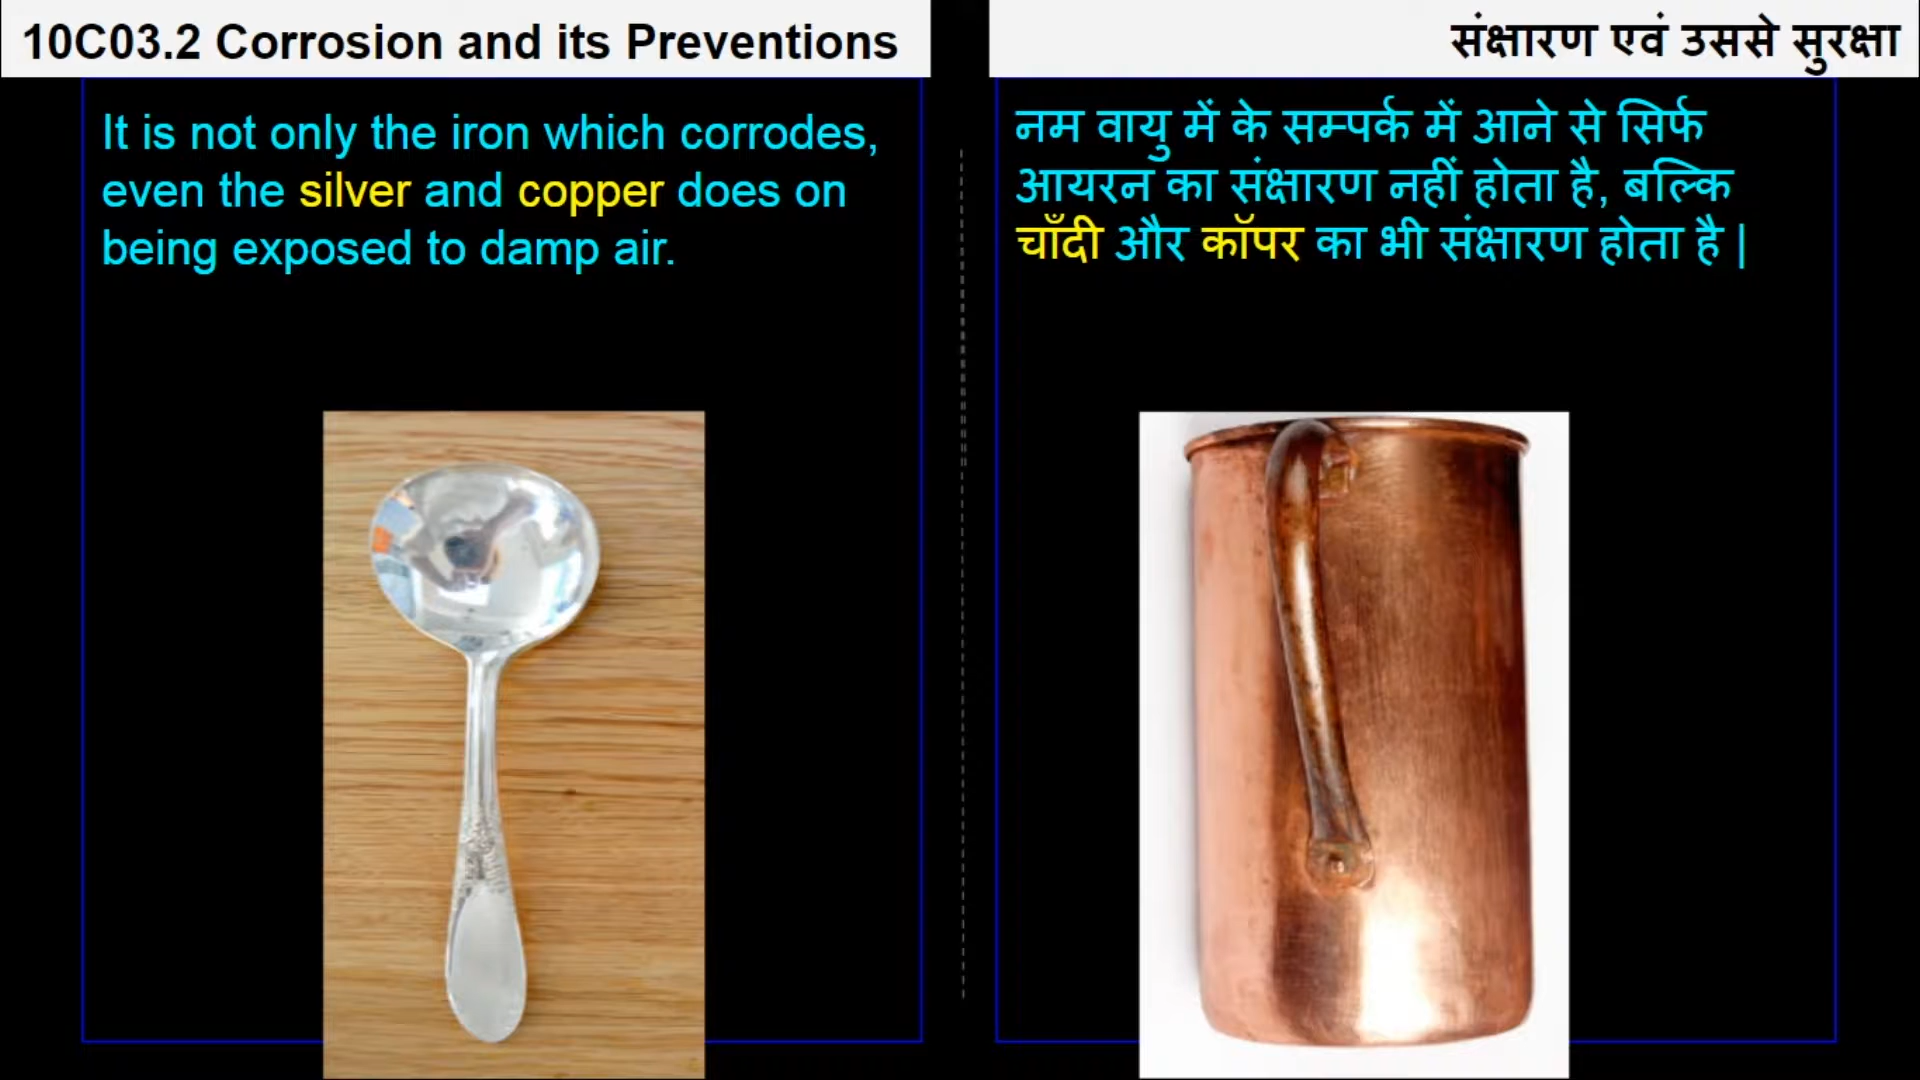 10C03.2 Corrosion and its Preventions
संक्षारण एवं उससे सुरक्षा
It is not only the iron which corrodes,
even the silver and copper does on
being exposed to damp air.
नम वायु में के सम्पर्क में आने से सिर्फ
आयरन का संक्षारण नहीं होता है, बल्कि
चाँदी और कॉपर का भी संक्षारण होता है |